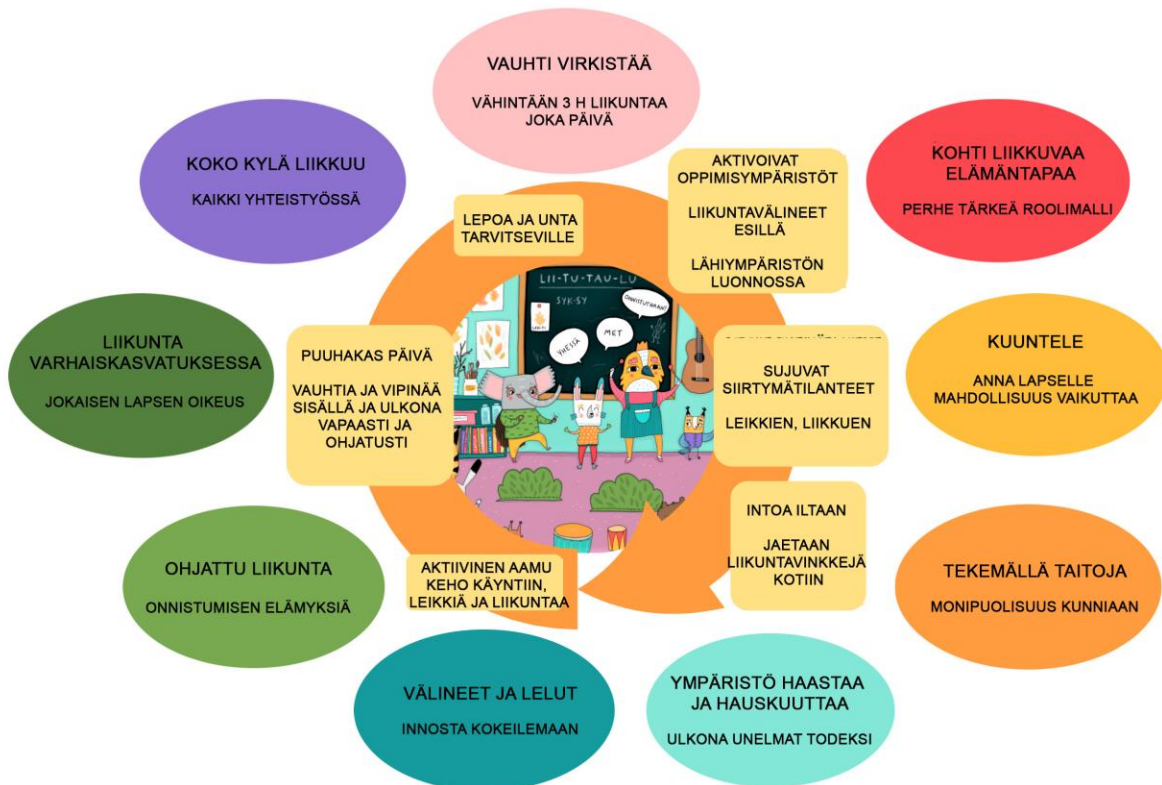 VAUHTI VIRKISTÄÄ
VÄHINTÄÄN 3 H LIIKUNTAA
JOKA PÄIVÄ
KOKO KYLÄ LIIKKUU
KAIKKI YHTEISTYÖSSÄ
KOHTI LIIKKUVAA
ELÄMÄNTAPAA
PERHE TÄRKEÄ ROOLIMALLI
LEPOA JA UNTA
TARVITSEVILLE
AKTIVOIVAT
OPPIMISYMPÄRISTÖT
LIIKUNTAVÄLINEET
ESILLÄ
LÄHIYMPÄRISTÖN
LUONNOSSA
LII-TU-TAU-LU
SYK-SY
ONNISTUTAAN!
YHESSÄ
MET
LIIKUNTA
VARHAISKASVATUKSESSA
JOKAISEN LAPSEN OIKEUS
PUUHAKAS PÄIVÄ
VAUHTIA JA VIPINÄÄ
SISÄLLÄ JA ULKONA
VAPAASTI JA
OHJATUSTI
SUJUVAT
SIIRTYMÄTILANTEET
LEIKKIEN, LIIKKUEN
KUUNTELE
ANNA LAPSELLE
MAHDOLLISUUS VAIKUTTAA
OHJATTU LIIKUNTA
ONNISTUMISEN ELÄMYKSIÄ
AKTIIVINEN AAMU
KEHO KÄYNTIIN,
LEIKKIÄ JA LIIKUNTAA
INTOA ILTAAN
JAETAAN
LIIKUNTAVINKKEJÄ
KOTIIN
TEKEMÄLLÄ TAITOJA
MONIPUOLISUUS KUNNIAAN
VÄLINEET JA LELUT
INNOSTA KOKEILEMAAN
YMPÄRISTÖ HAASTAA
JA HAUSKUUTTAA
ULKONA UNELMAT TODEKSI